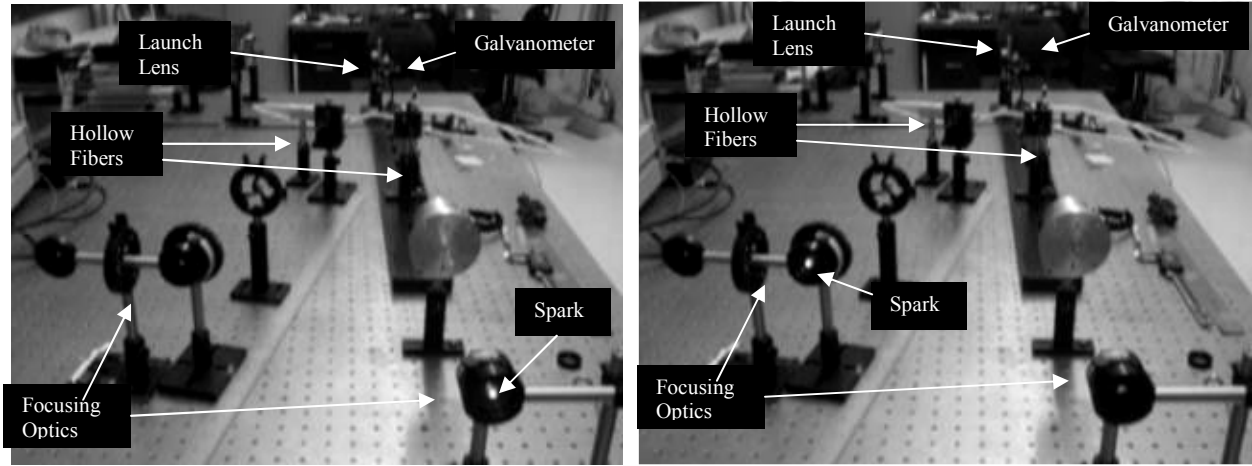 Launch
Lens
Galvanometer
Hollow
Fibers
Spark
Focusing
Optics
Launch
Lens
Galvanometer
Hollow
Fibers
Spark
Focusing
Optics